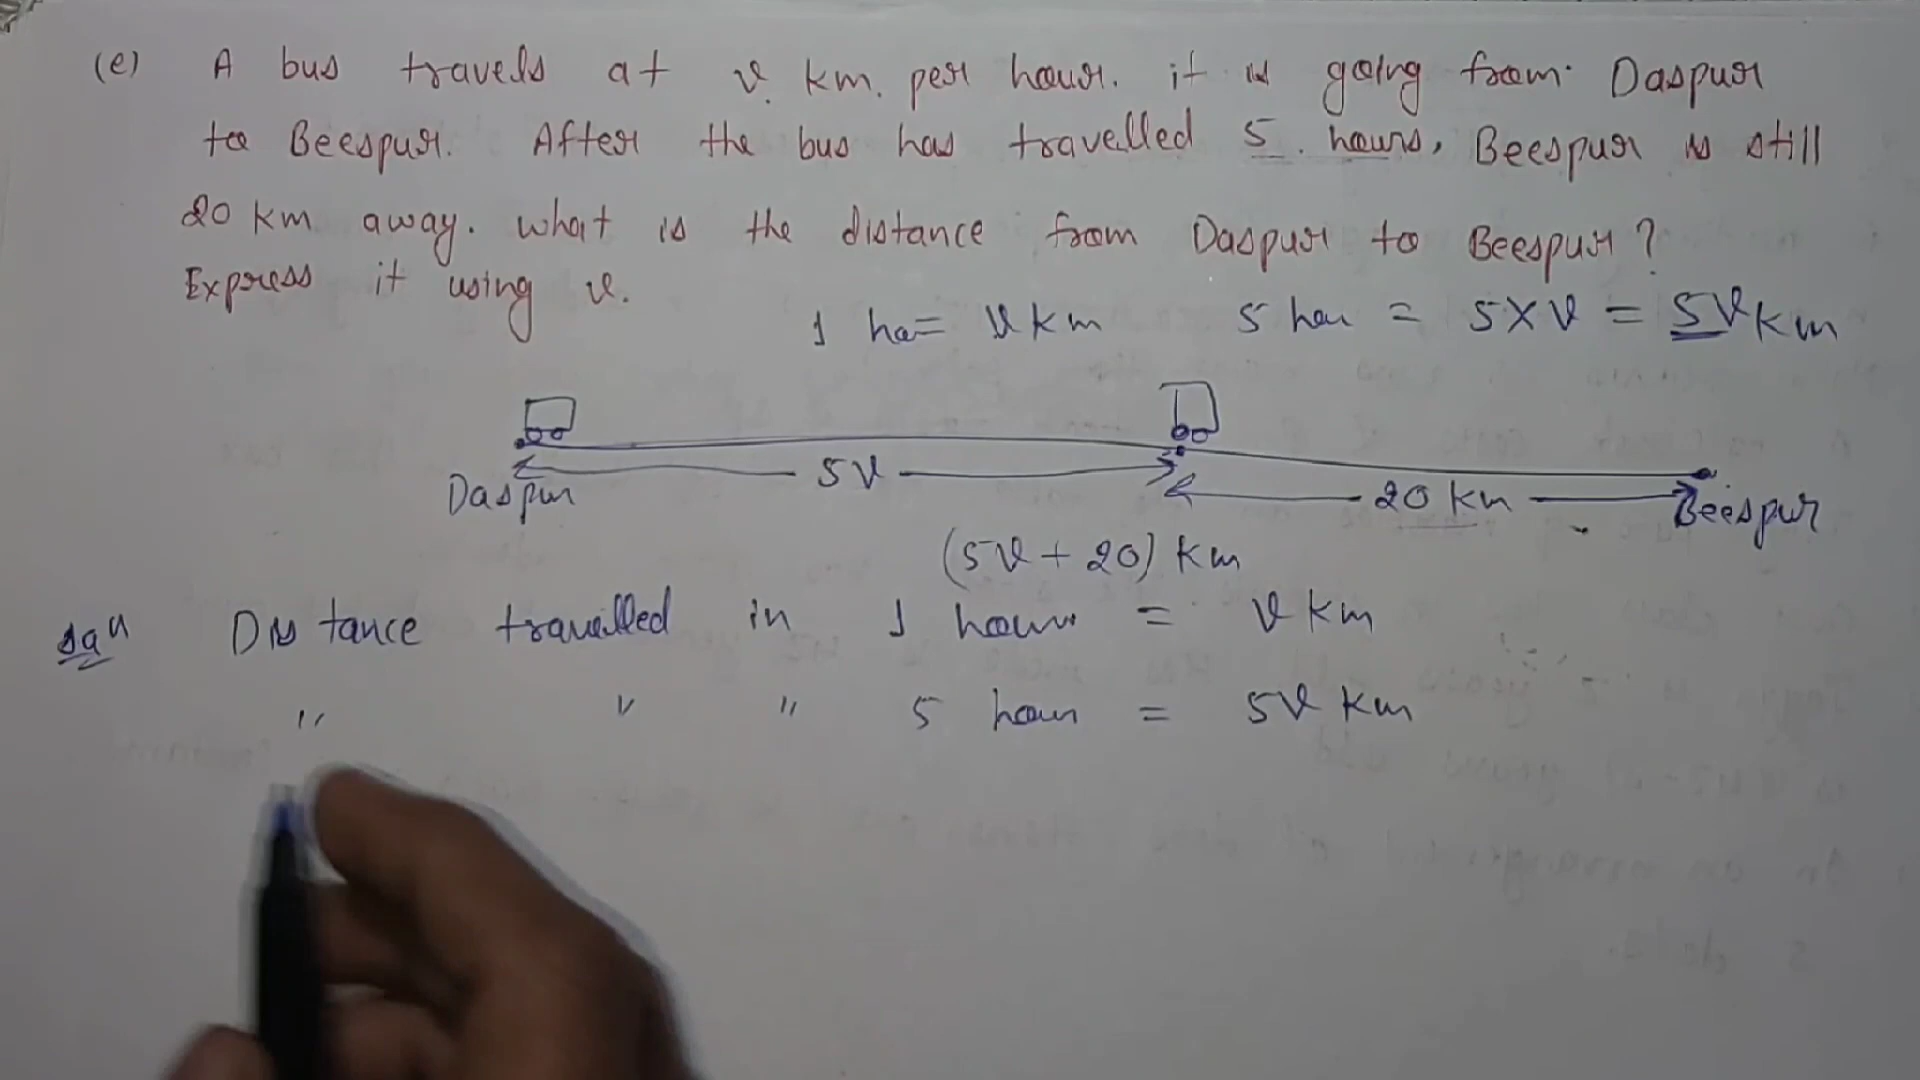 (e) A bus travels at v km. per hour. it is going from Daspur
to Beespur. After the bus has travelled 5 hours, Beespur is still
20 km away. what is the distance from Daspur to Beespur?
Express it using v.
1 ho = v km 5 hou = 5 x v = 5v km
5v
20 km
Daspur
Beespur
(5v + 20) km
Distance travelled in 1 hour = v km
" " " 5 hour = 5v km